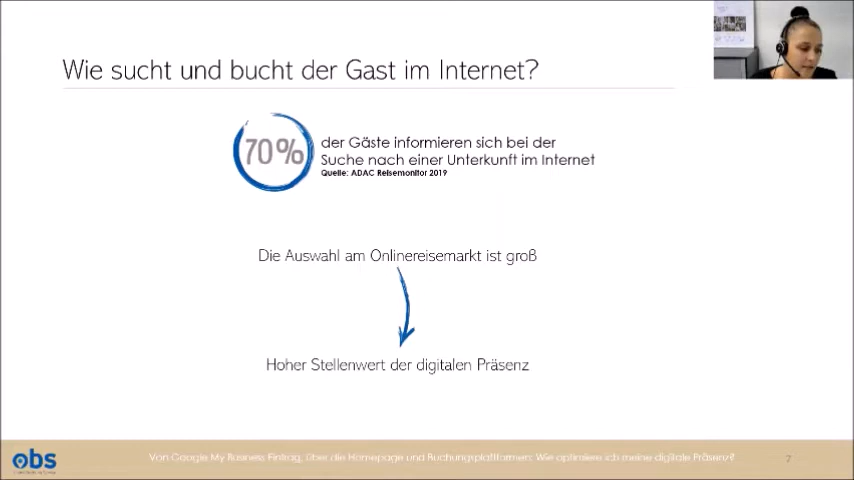 Wie sucht und bucht der Gast im Internet?
70%
der Gäste informieren sich bei der
Suche nach einer Unterkunft im Internet
Quelle: ADAC Reisemonitor 2019
Die Auswahl am Onlinereisemarkt ist groß
Hoher Stellenwert der digitalen Präsenz
obs
Von Google My Business Eintrag, über die Homepage und Buchungsplattformen: Wie optimiere ich meine digitale Präsenz?
7